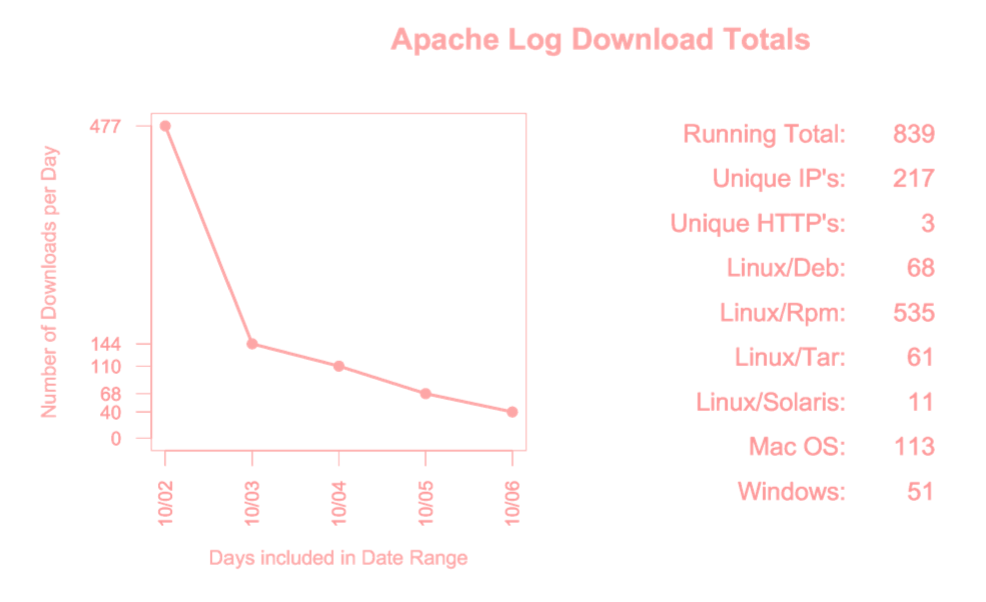 Apache Log Download Totals
Number of Downloads per Day
477
144
110
68
40
0
10/02
10/03
10/04
10/05
10/06
Days included in Date Range
Running Total: 839
Unique IP's: 217
Unique HTTP's: 3
Linux/Deb: 68
Linux/Rpm: 535
Linux/Tar: 61
Linux/Solaris: 11
Mac OS: 113
Windows: 51